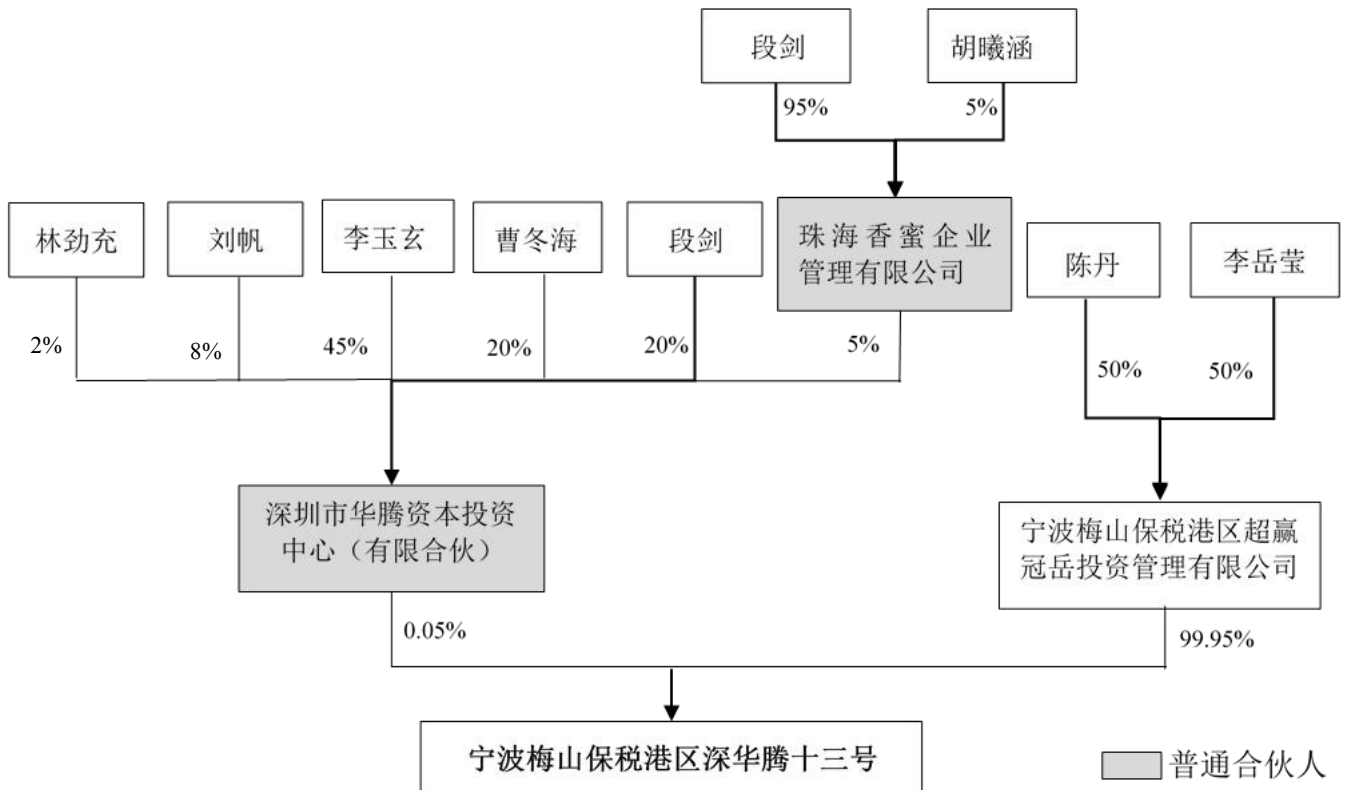 段剑
胡曦涵
95%
5%
林劲充
刘帆
李玉玄
曹冬海
段剑
珠海香蜜企业
管理有限公司
陈丹
李岳莹
2%
8%
45%
20%
20%
5%
50%
50%
深圳市华腾资本投资
中心（有限合伙）
宁波梅山保税港区超赢
冠岳投资管理有限公司
0.05%
99.95%
宁波梅山保税港区深华腾十三号
普通合伙人